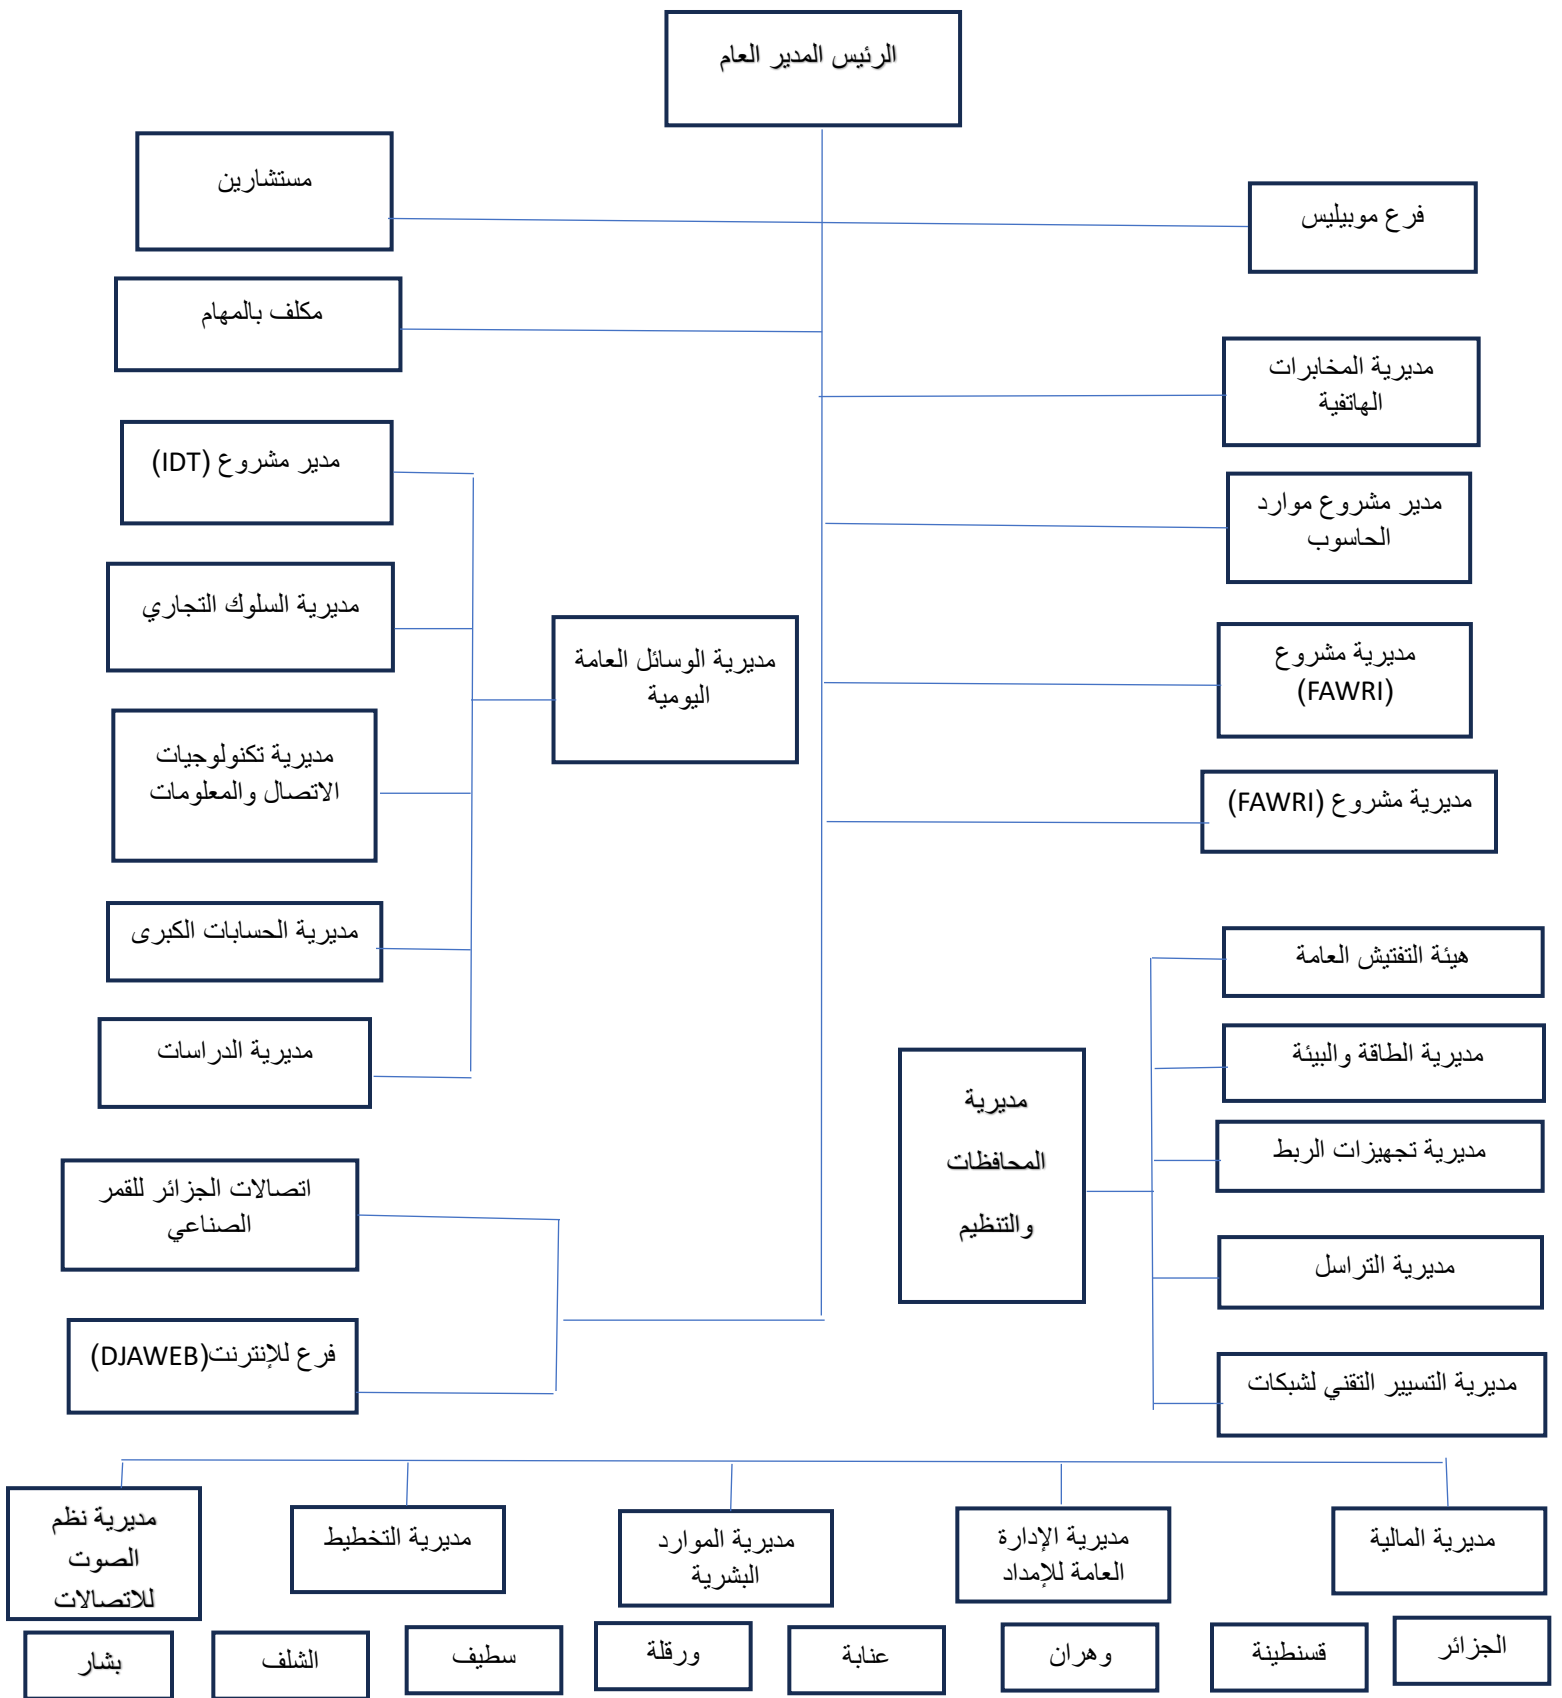 الرئيس المدير العام
مستشارين
فرع موبيليس
مكلف بالمهام
مديرية المخابرات
الهاتفية
مدير مشروع (IDT)
مدير مشروع موارد
الحاسوب
مديرية السلوك التجاري
مديرية الوسائل العامة
اليومية
مديرية مشروع
(FAWRI)
مديرية تكنولوجيات
الاتصال والمعلومات
مديرية مشروع (FAWRI)
مديرية الحسابات الكبرى
هيئة التفتيش العامة
مديرية الدراسات
مديرية الطاقة والبيئة
مديرية
المحافظات
والتنظيم
مديرية تجهيزات الربط
اتصالات الجزائر للقمر
الصناعي
مديرية التراسل
فرع للإنترنت(DJAWEB)
مديرية التسيير التقني لشبكات
مديرية المالية
مديرية الإدارة
العامة للإمداد
مديرية الموارد
البشرية
مديرية التخطيط
مديرية نظم
الصوت
للاتصالات
الجزائر
قسنطينة
وهران
عنابة
ورقلة
سطيف
الشلف
بشار